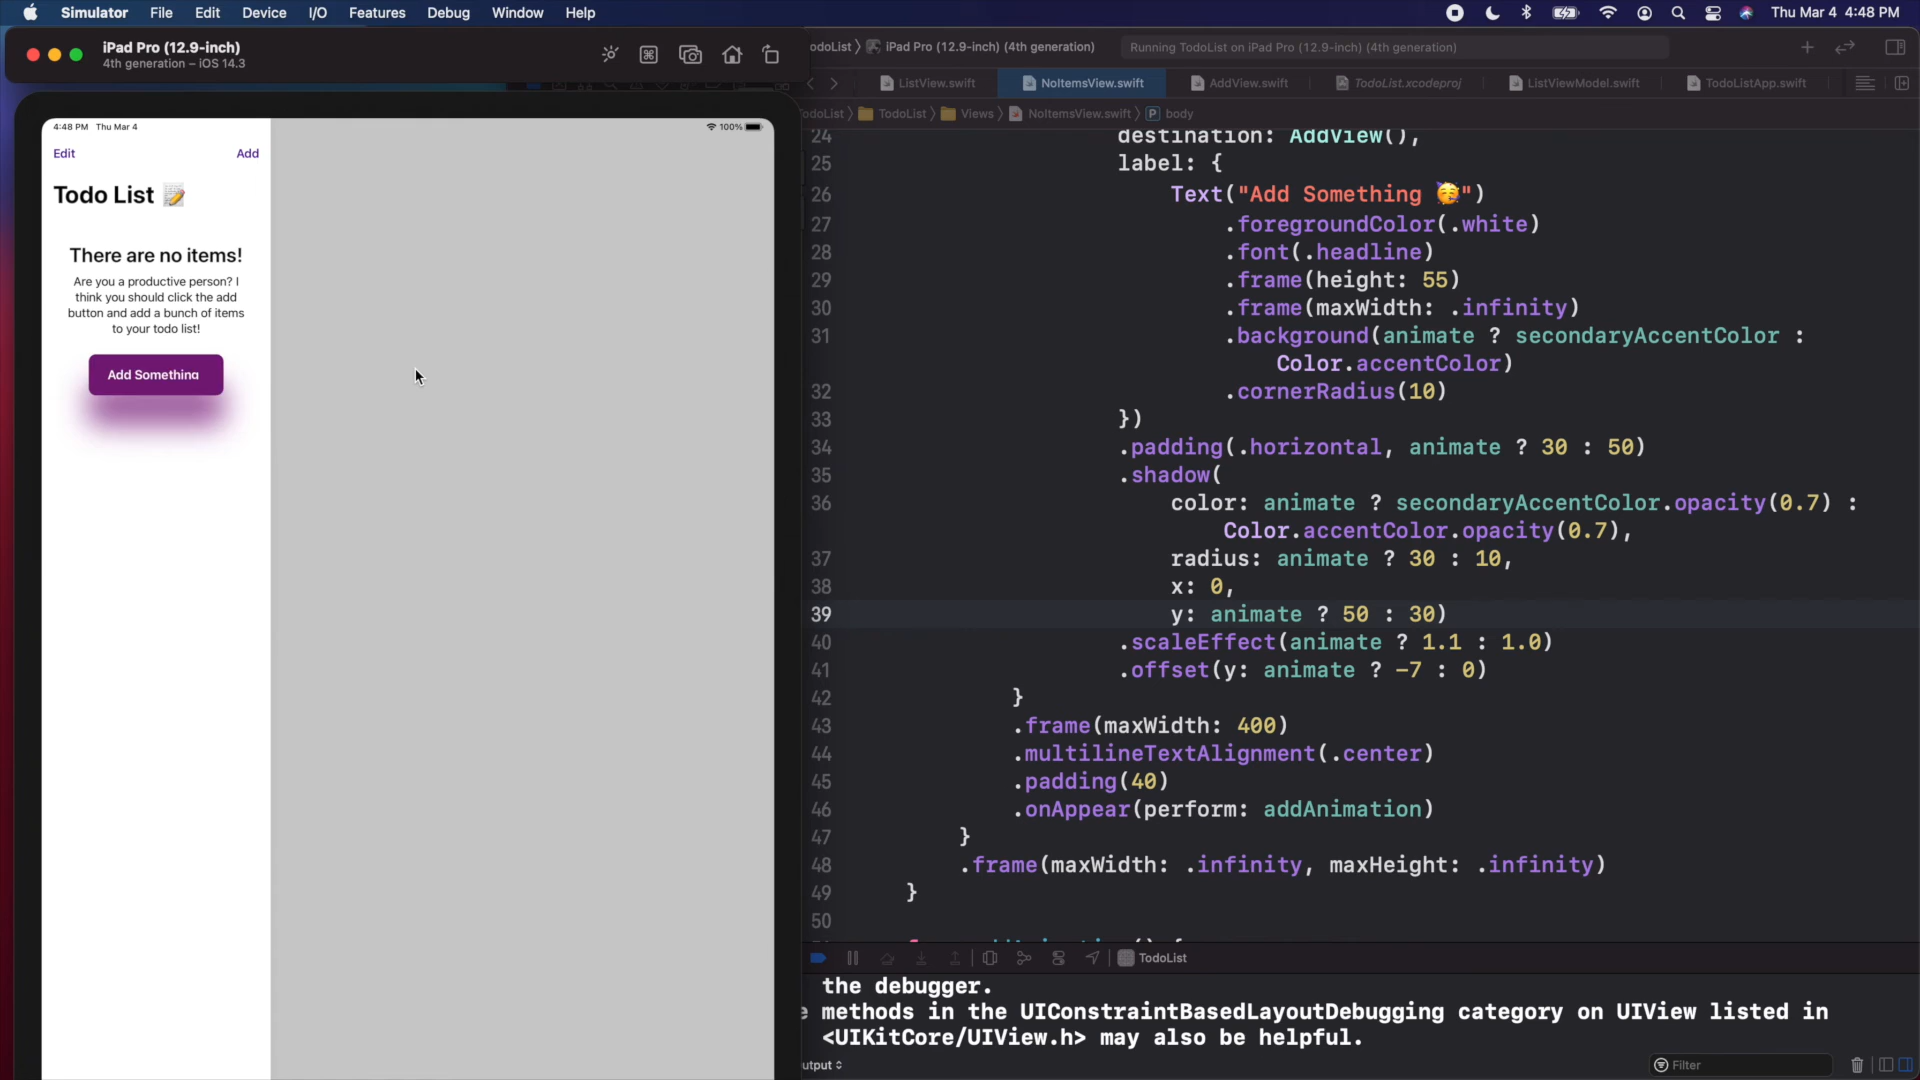 Simulator File Edit Device I/O Features Debug Window Help Thu Mar 4 4:48 PM
iPad Pro (12.9-inch)
4th generation – iOS 14.3
4:48 PM Thu Mar 4 100%
Edit Add
Todo List 📝
There are no items!
Are you a productive person? I
think you should click the add
button and add a bunch of items
to your todo list!
Add Something
odoList 〉 iPad Pro (12.9-inch) (4th generation) Running TodoList on iPad Pro (12.9-inch) (4th generation)
ListView.swift NoItemsView.swift AddView.swift TodoList.xcodeproj ListViewModel.swift TodoListApp.swift
odoList 〉 TodoList 〉 Views 〉 NoItemsView.swift 〉 P body
24 destination: AddView(),
25 label: {
26 Text("Add Something 🥳")
27 .foregroundColor(.white)
28 .font(.headline)
29 .frame(height: 55)
30 .frame(maxWidth: .infinity)
31 .background(animate ? secondaryAccentColor :
Color.accentColor)
32 .cornerRadius(10)
33 })
34 .padding(.horizontal, animate ? 30 : 50)
35 .shadow(
36 color: animate ? secondaryAccentColor.opacity(0.7) :
Color.accentColor.opacity(0.7),
37 radius: animate ? 30 : 10,
38 x: 0,
39 y: animate ? 50 : 30)
40 .scaleEffect(animate ? 1.1 : 1.0)
41 .offset(y: animate ? -7 : 0)
42 }
43 .frame(maxWidth: 400)
44 .multilineTextAlignment(.center)
45 .padding(40)
46 .onAppear(perform: addAnimation)
47 }
48 .frame(maxWidth: .infinity, maxHeight: .infinity)
49 }
50
TodoList
the debugger.
e methods in the UIConstraintBasedLayoutDebugging category on UIView listed in
<UIKitCore/UIView.h> may also be helpful.
utput Filter